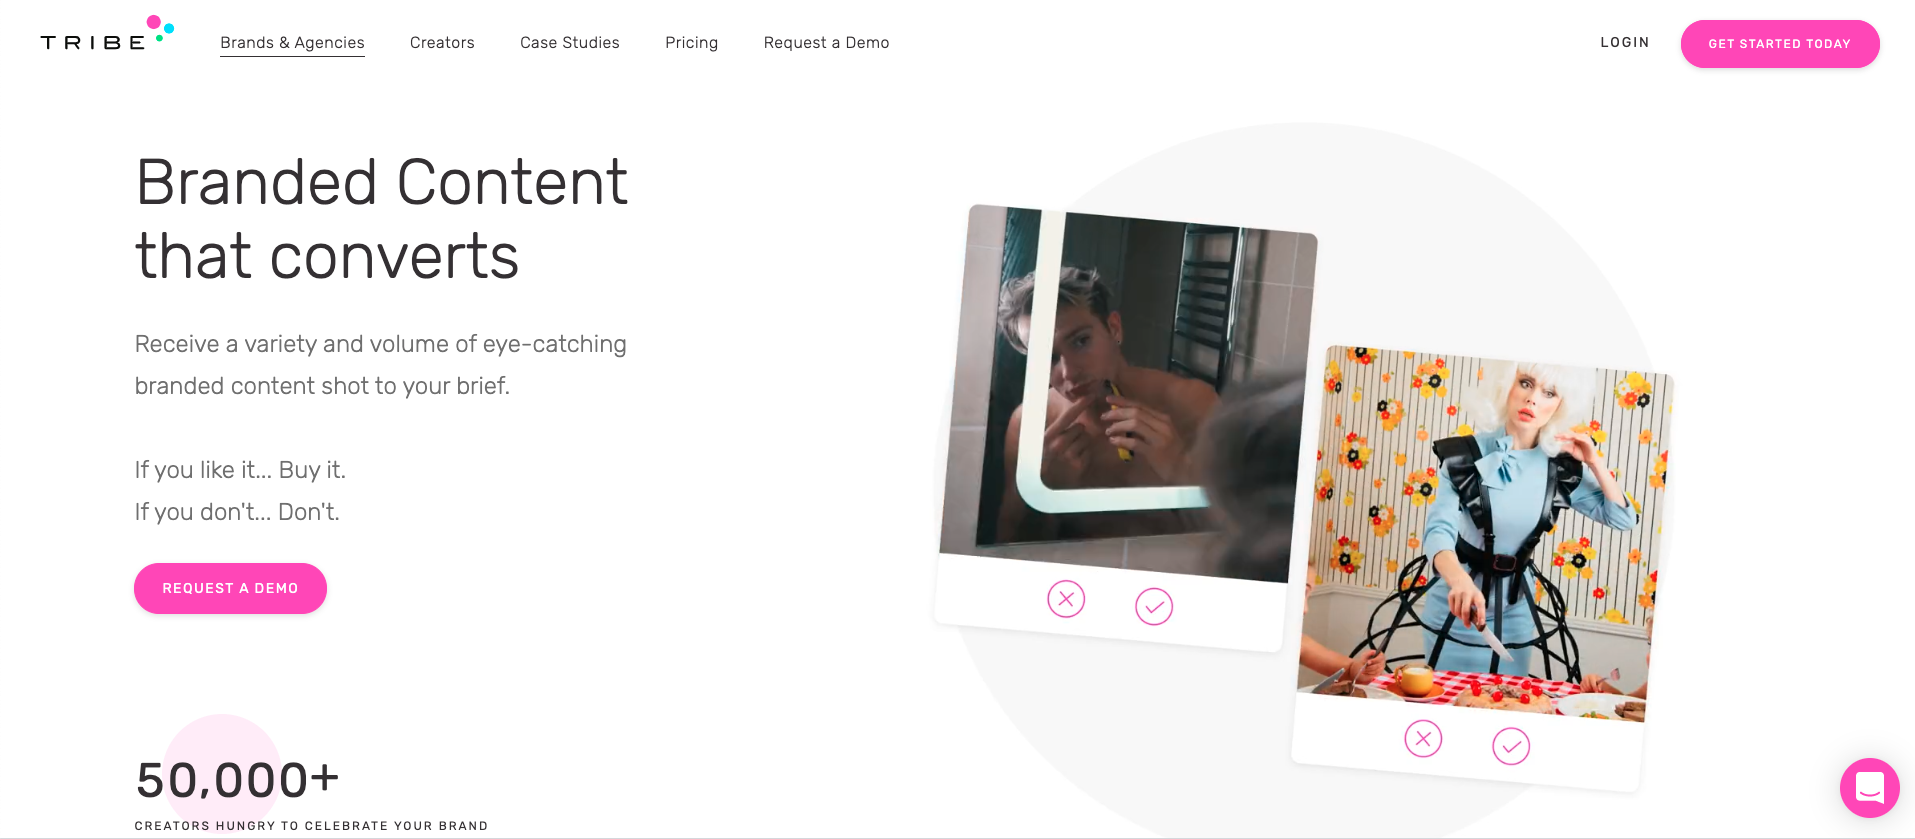 TRIBE
Brands & Agencies
Creators
Case Studies
Pricing
Request a Demo
LOGIN
GET STARTED TODAY
Branded Content
that converts
Receive a variety and volume of eye-catching
branded content shot to your brief.
If you like it... Buy it.
If you don't... Don't.
REQUEST A DEMO
50,000+
CREATORS HUNGRY TO CELEBRATE YOUR BRAND